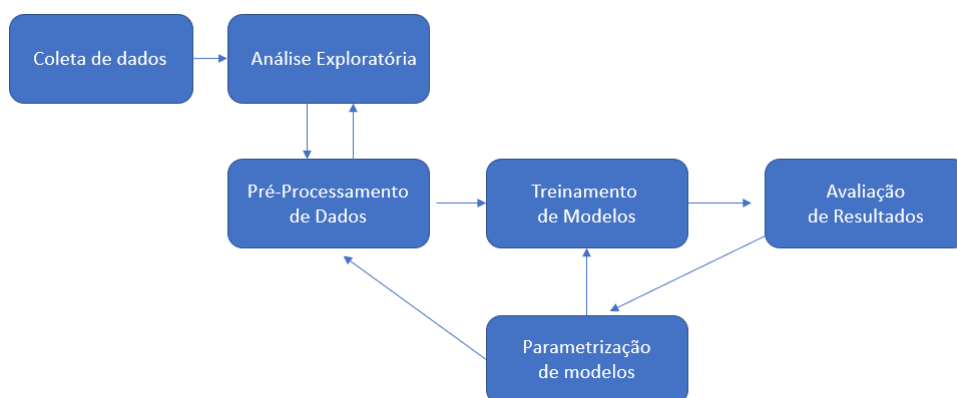 Coleta de dados
Análise Exploratória
Pré-Processamento
de Dados
Treinamento
de Modelos
Avaliação
de Resultados
Parametrização
de modelos